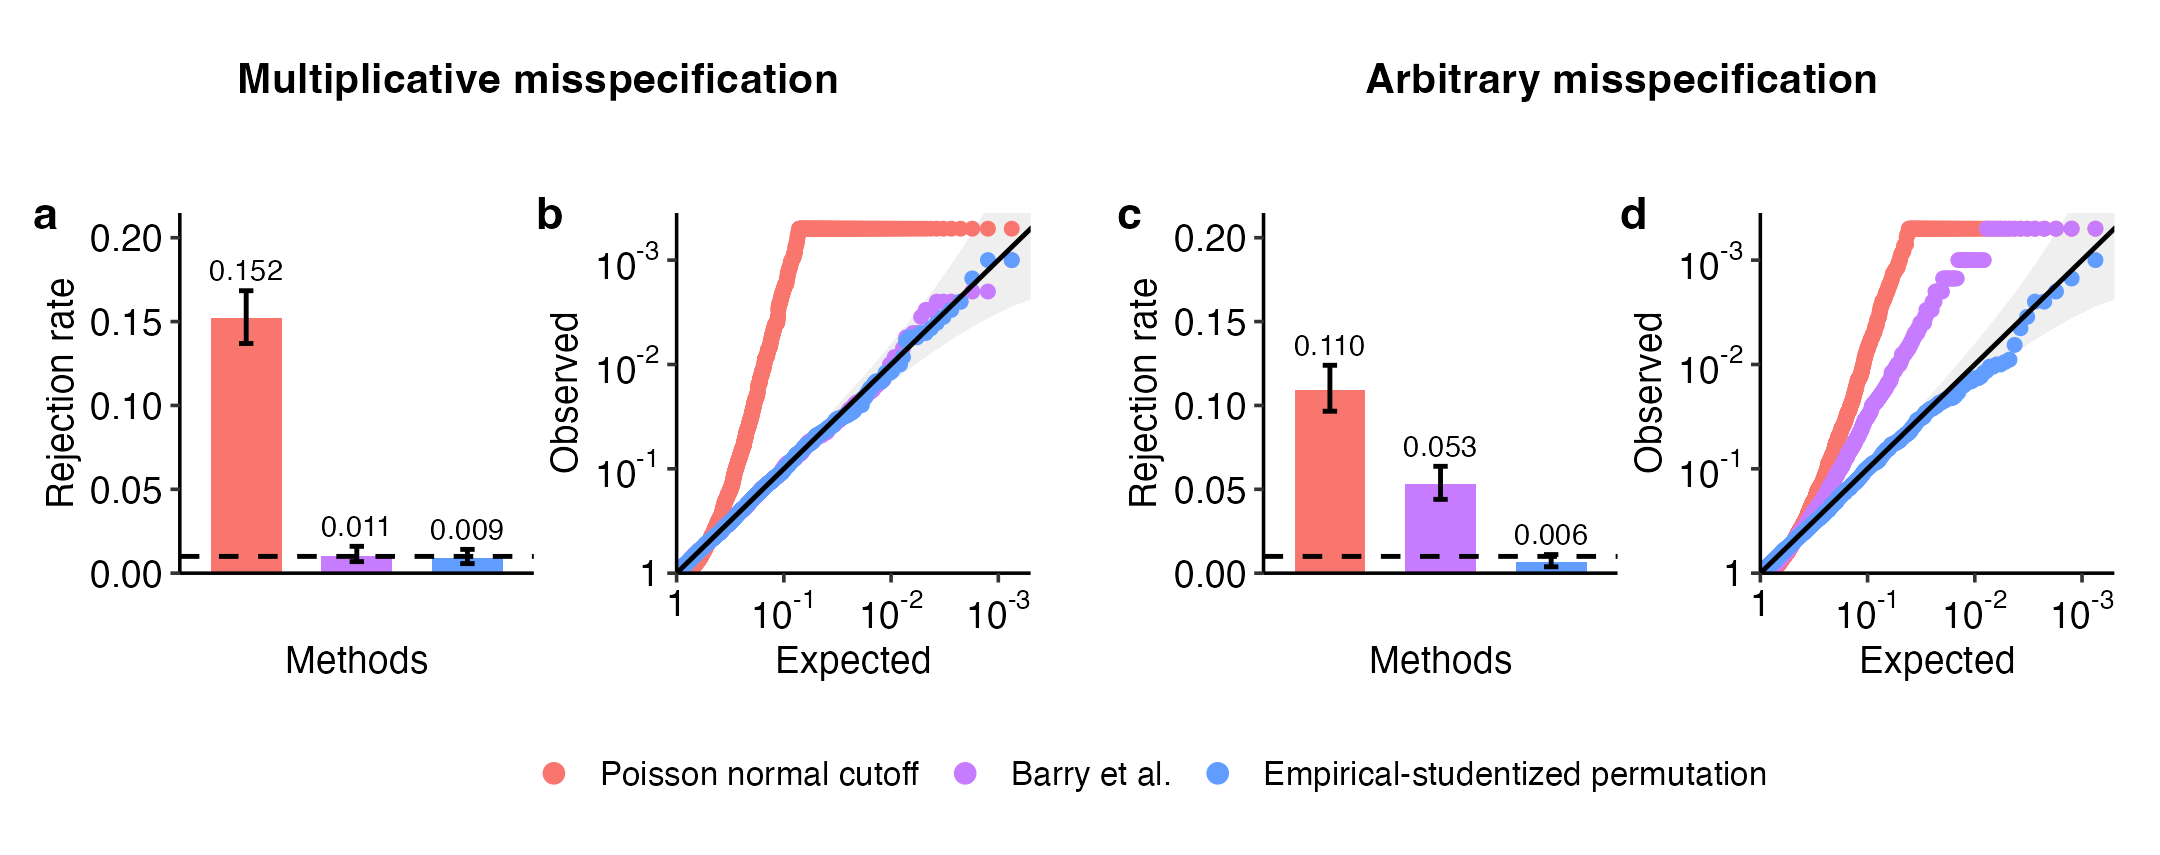 Multiplicative misspecification
Arbitrary misspecification
a
Rejection rate
0.20
0.15
0.10
0.05
0.00
0.152
0.011
0.009
Methods
b
Observed
10⁻³
10⁻²
10⁻¹
1
1
10⁻¹
10⁻²
10⁻³
Expected
c
Rejection rate
0.20
0.15
0.10
0.05
0.00
0.110
0.053
0.006
Methods
d
Observed
10⁻³
10⁻²
10⁻¹
1
1
10⁻¹
10⁻²
10⁻³
Expected
Poisson normal cutoff
Barry et al.
Empirical-studentized permutation